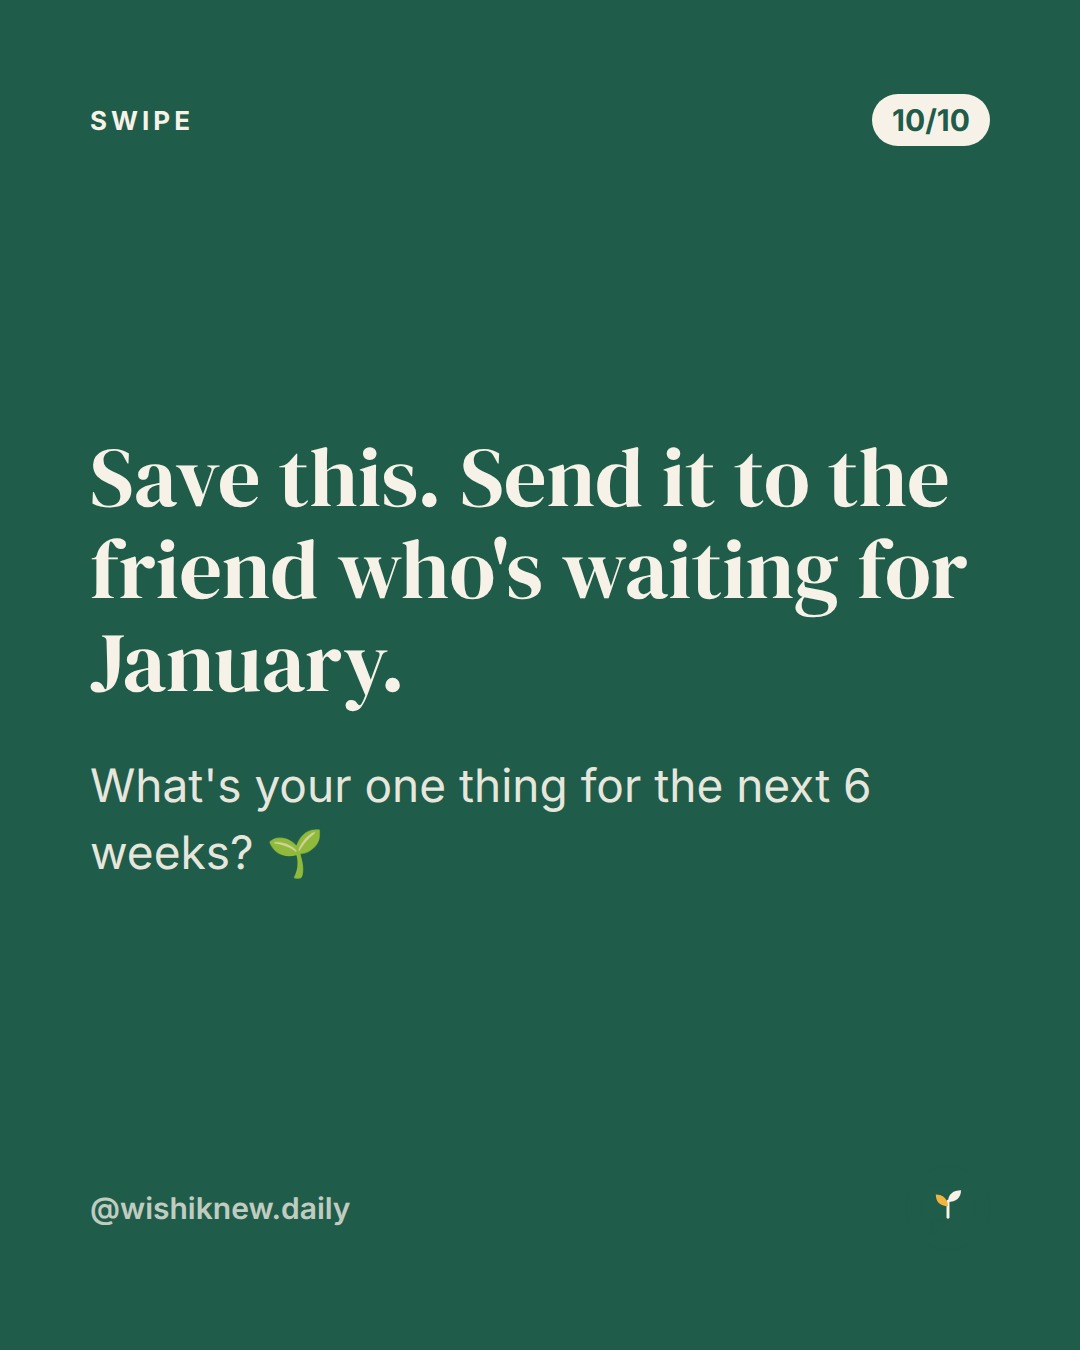 SWIPE
10/10
Save this. Send it to the
friend who's waiting for
January.
What's your one thing for the next 6
weeks? 🌱
@wishiknew.daily